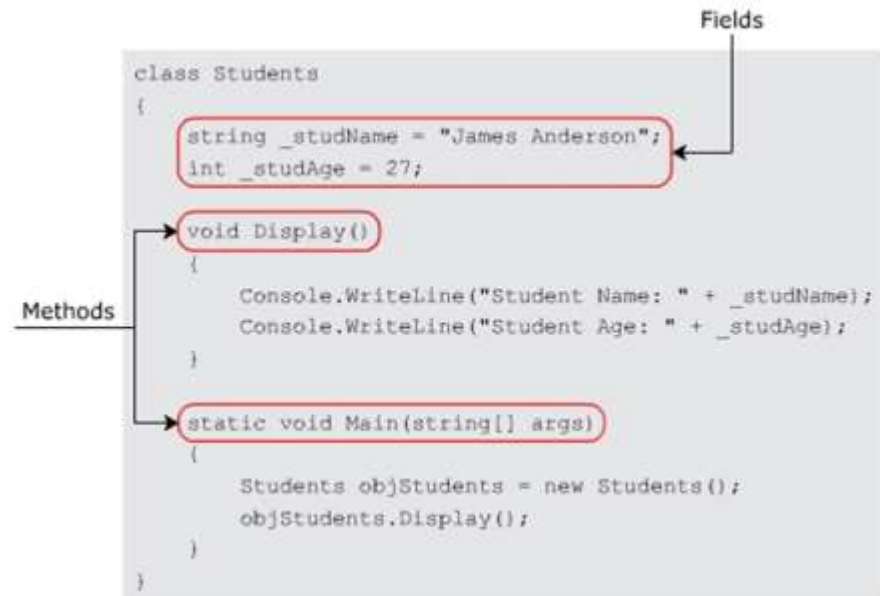 Fields
class Students
{
string _studName = "James Anderson";
int _studAge = 27;
void Display()
{
Console.WriteLine("Student Name: " + _studName);
Console.WriteLine("Student Age: " + _studAge);
}
Methods
static void Main(string[] args)
{
Students objStudents = new Students();
objStudents.Display();
}
}